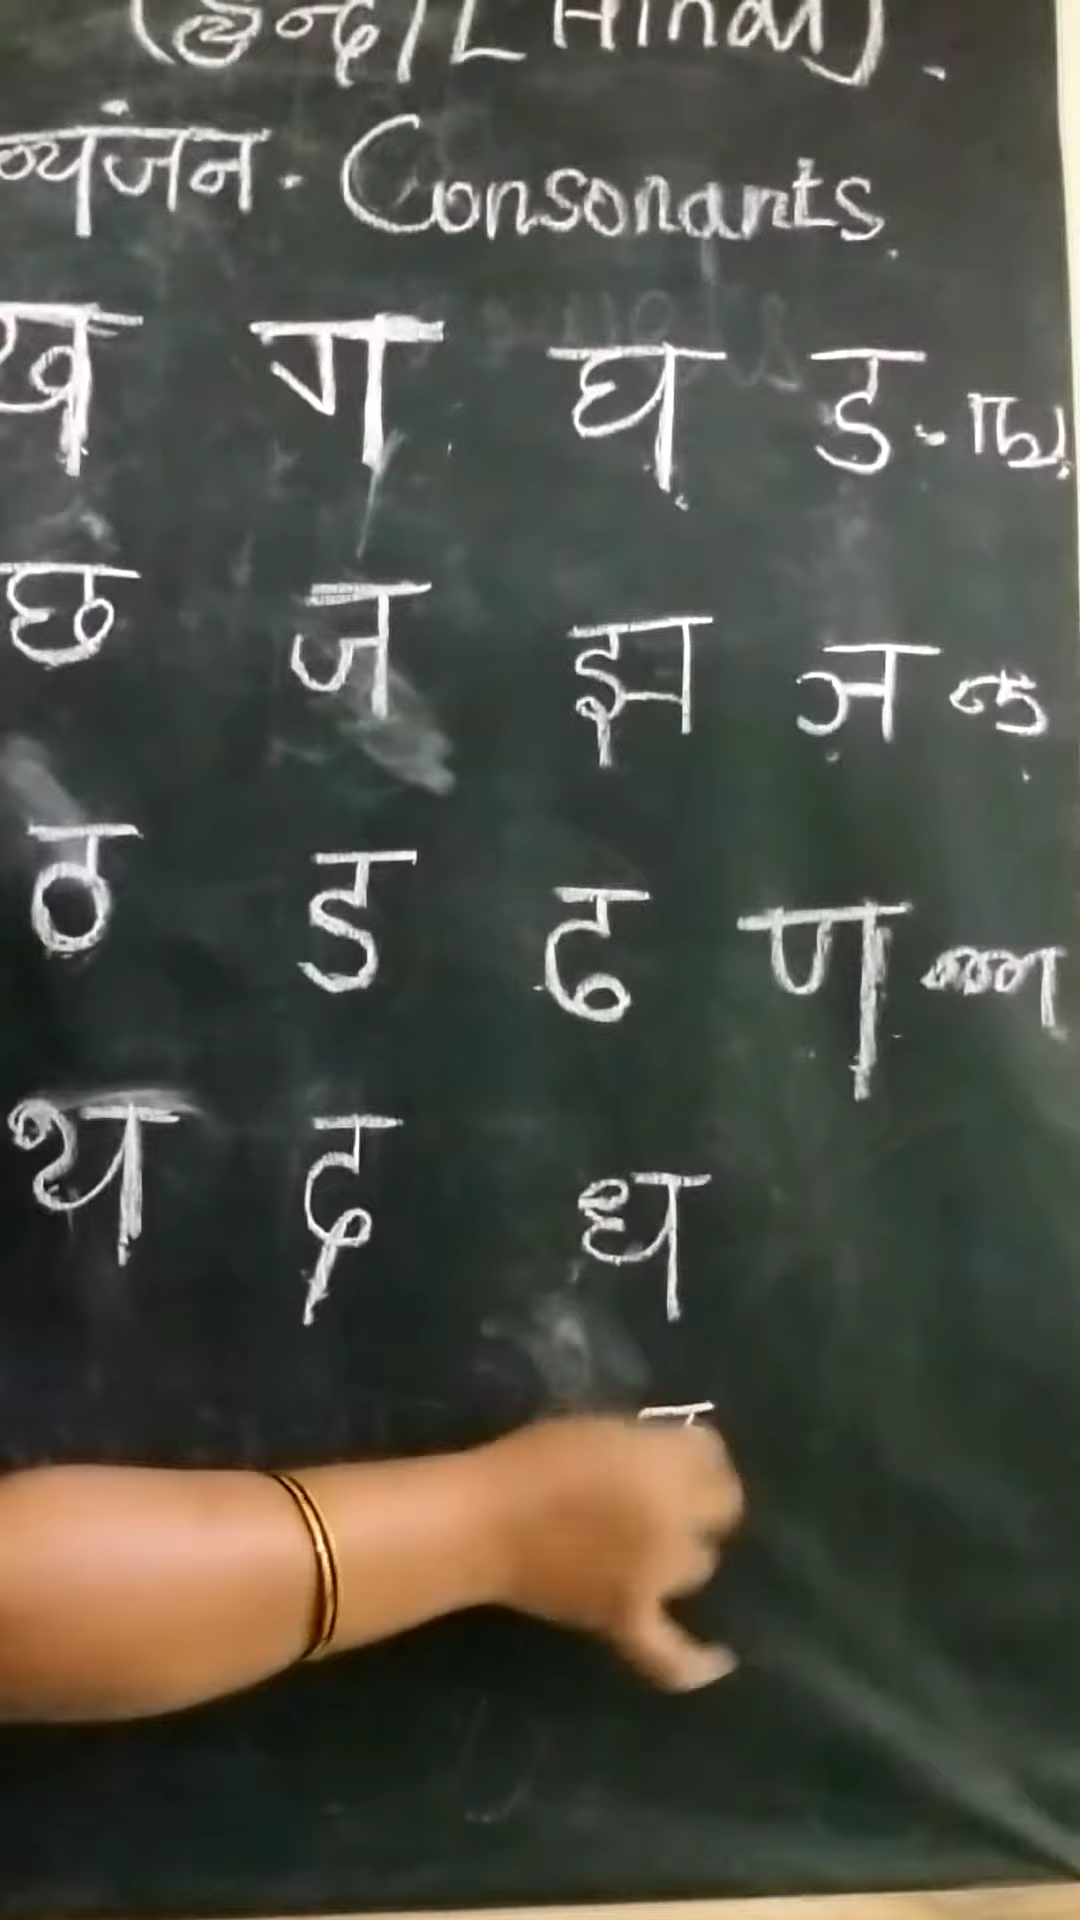 (हिन्दी / Hindi).
व्यंजन - Consonants.
ख ग घ ङ - ங
छ ज झ ञ ஞ
ठ ड ढ ण ண
थ द ध